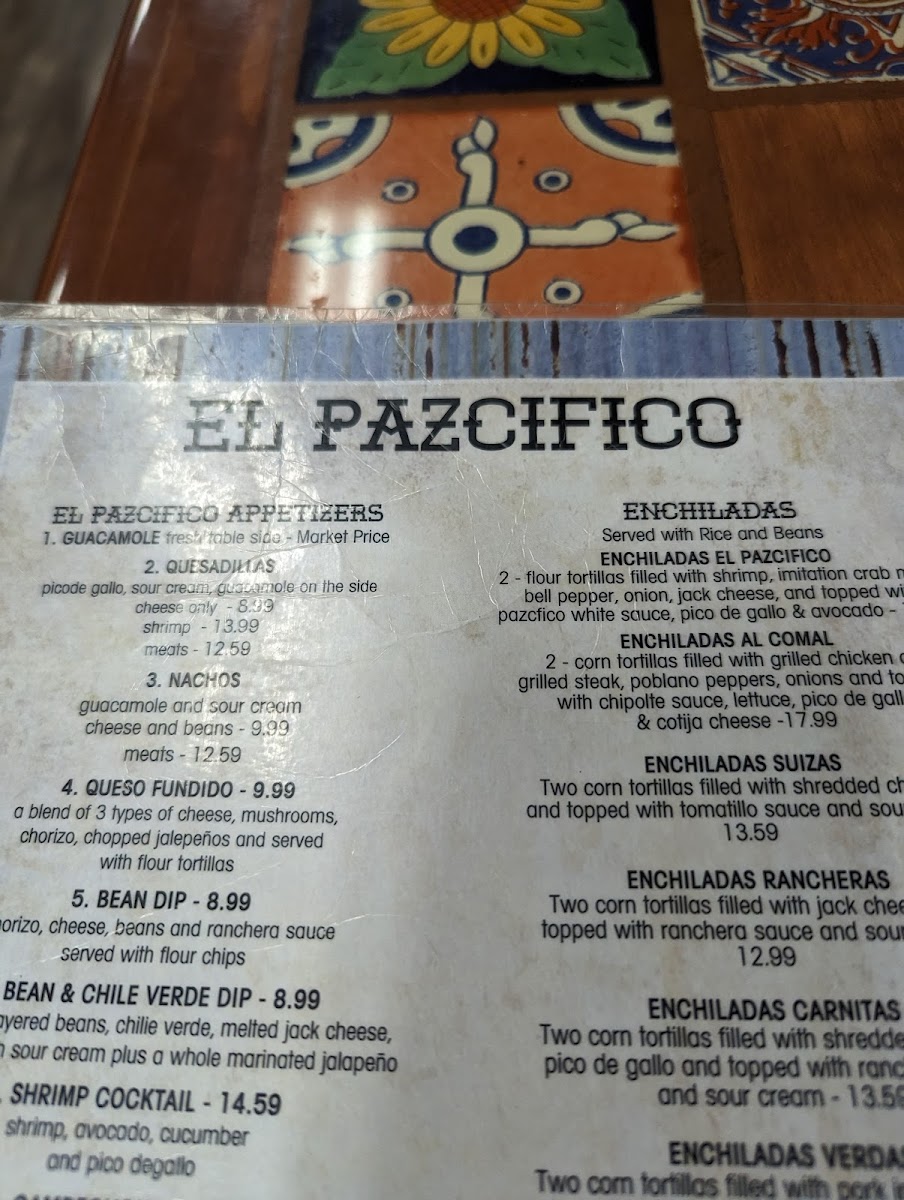 EL PAZCIFICO
EL PAZCIFICO APPETIZERS
1. GUACAMOLE fresh table side - Market Price
2. QUESADILLAS
picode gallo, sour cream, guacamole on the side
cheese only - 8.99
shrimp - 13.99
meats - 12.59
3. NACHOS
guacamole and sour cream
cheese and beans - 9.99
meats - 12.59
4. QUESO FUNDIDO - 9.99
a blend of 3 types of cheese, mushrooms,
chorizo, chopped jalepeños and served
with flour tortillas
5. BEAN DIP - 8.99
orizo, cheese, beans and ranchera sauce
served with flour chips
BEAN & CHILE VERDE DIP - 8.99
ayered beans, chilie verde, melted jack cheese,
sour cream plus a whole marinated jalapeño
SHRIMP COCKTAIL - 14.59
shrimp, avocado, cucumber
and pico degallo
ENCHILADAS
Served with Rice and Beans
ENCHILADAS EL PAZCIFICO
2 - flour tortillas filled with shrimp, imitation crab
bell pepper, onion, jack cheese, and topped wi
pazcfico white sauce, pico de gallo & avocado -
ENCHILADAS AL COMAL
2 - corn tortillas filled with grilled chicken
grilled steak, poblano peppers, onions and to
with chipolte sauce, lettuce, pico de gall
& cotija cheese -17.99
ENCHILADAS SUIZAS
Two corn tortillas filled with shredded ch
and topped with tomatillo sauce and sou
13.59
ENCHILADAS RANCHERAS
Two corn tortillas filled with jack chee
topped with ranchera sauce and sou
12.99
ENCHILADAS CARNITAS
Two corn tortillas filled with shredde
pico de gallo and topped with ranc
and sour cream - 13.59
ENCHILADAS VERDA
Two corn tortillas filled with pork